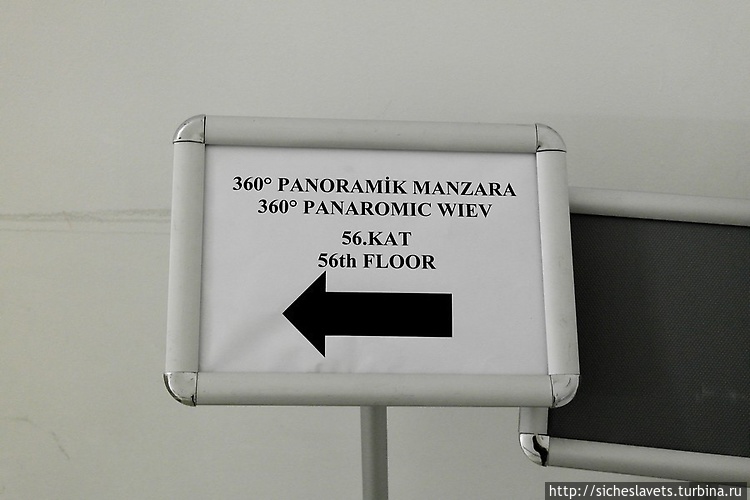 360° PANORAMİK MANZARA
360° PANAROMIC WIEV
56.KAT
56th FLOOR
http://sicheslavets.turbina.ru/